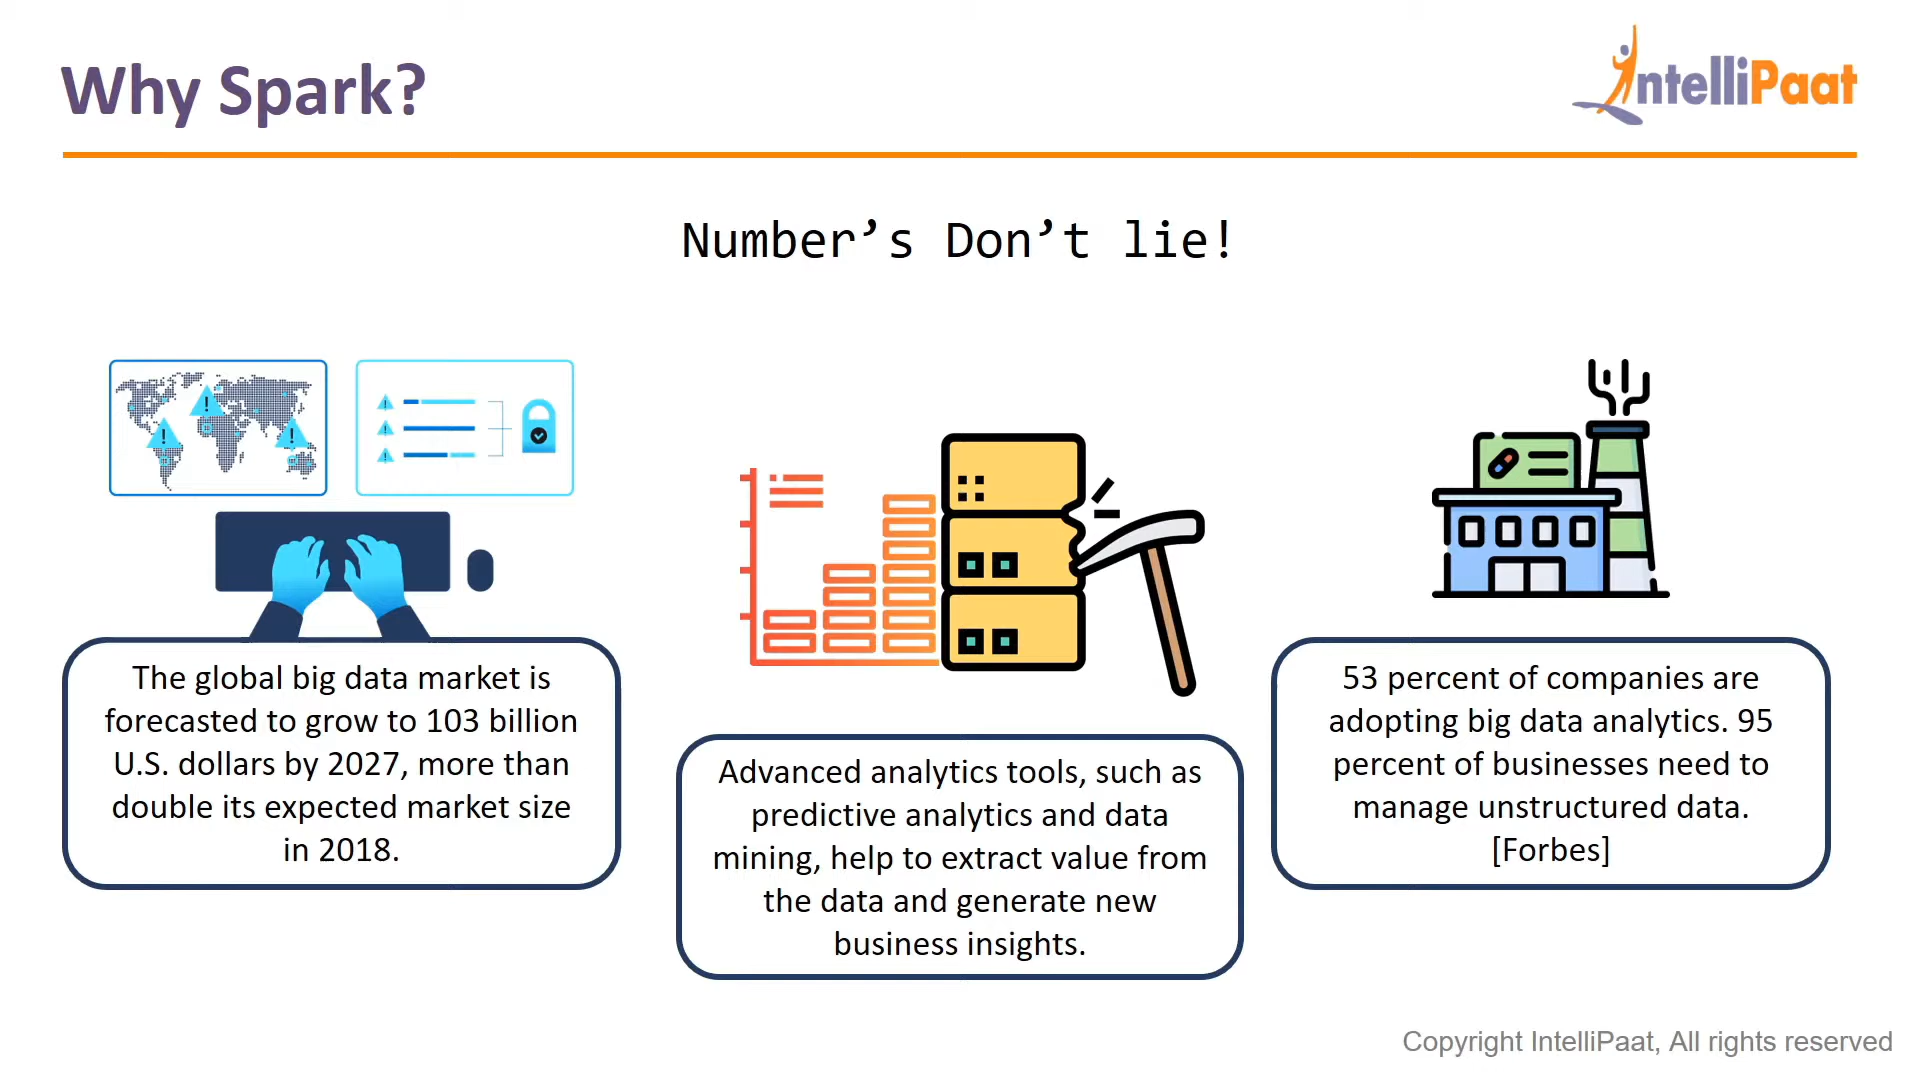 Why Spark?
IntelliPaat
Number’s Don’t lie!
The global big data market is
forecasted to grow to 103 billion
U.S. dollars by 2027, more than
double its expected market size
in 2018.
Advanced analytics tools, such as
predictive analytics and data
mining, help to extract value from
the data and generate new
business insights.
53 percent of companies are
adopting big data analytics. 95
percent of businesses need to
manage unstructured data.
[Forbes]
Copyright IntelliPaat, All rights reserved